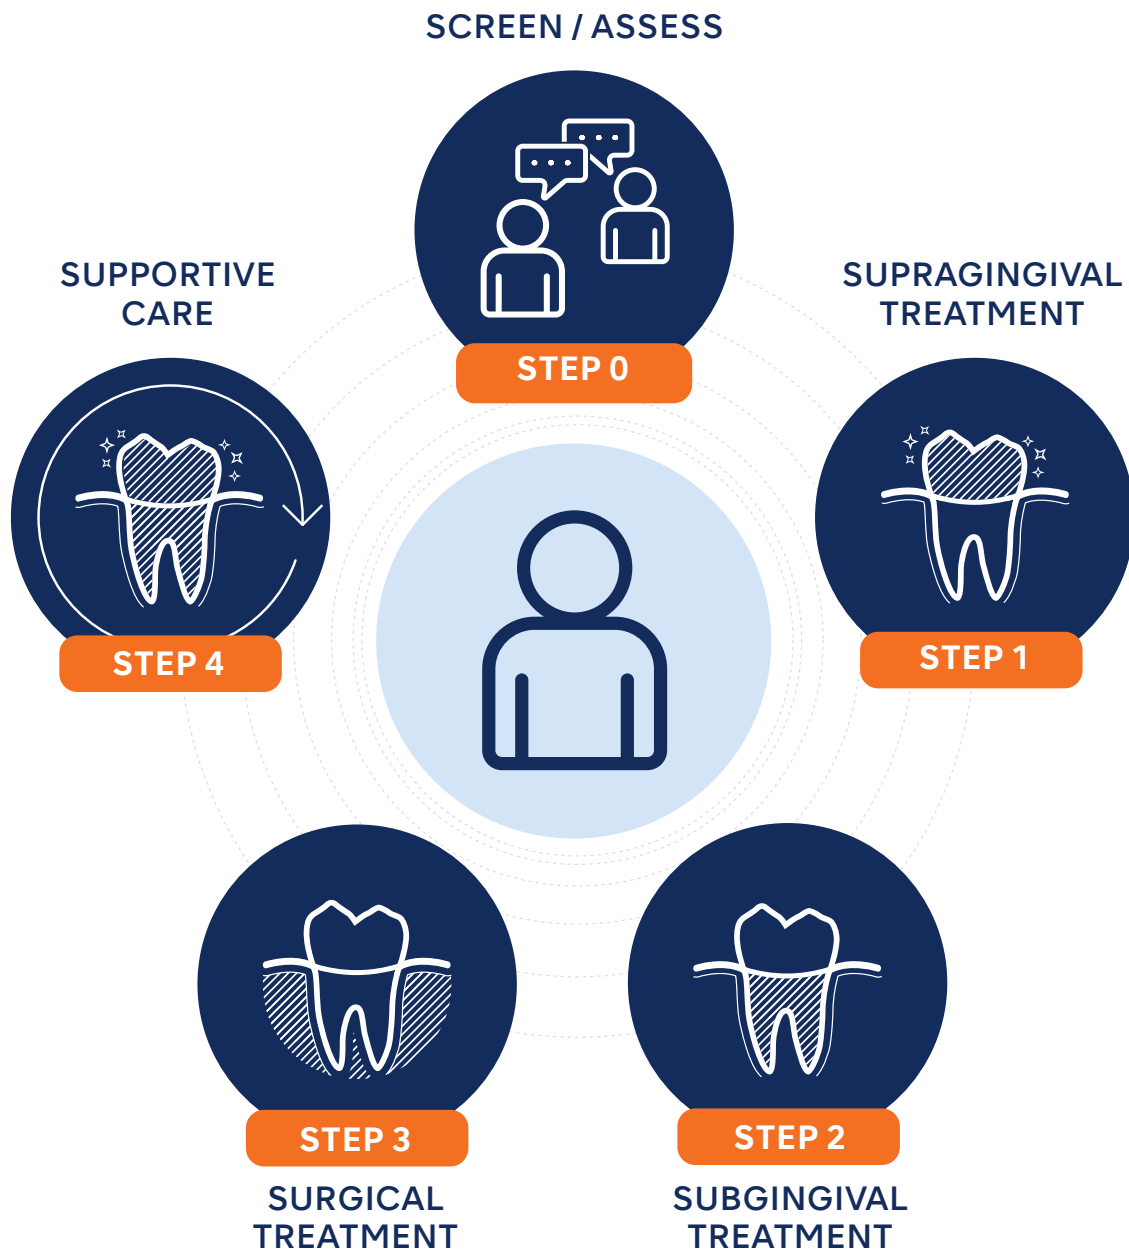 SCREEN / ASSESS
STEP 0
SUPRAGINGIVAL
TREATMENT
STEP 1
STEP 2
SUBGINGIVAL
TREATMENT
STEP 3
SURGICAL
TREATMENT
SUPPORTIVE
CARE
STEP 4